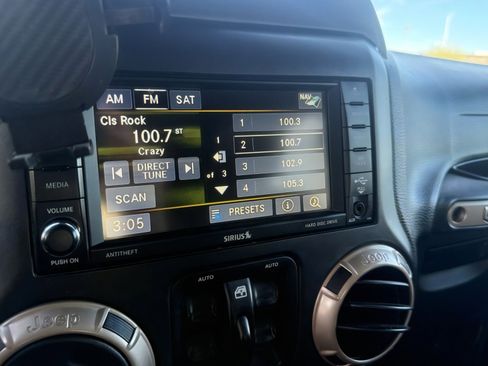 AM FM SAT NAV
Cls Rock
100.7 ST
Crazy
DIRECT
TUNE
SCAN
3:05
1
of
3
1 100.3
2 100.7
3 102.9
4 105.3
PRESETS
MEDIA
VOLUME
PUSH ON
ANTITHEFT
SIRIUS
HARD DISC DRIVE
AUTO
AUTO
Jeep
Jeep